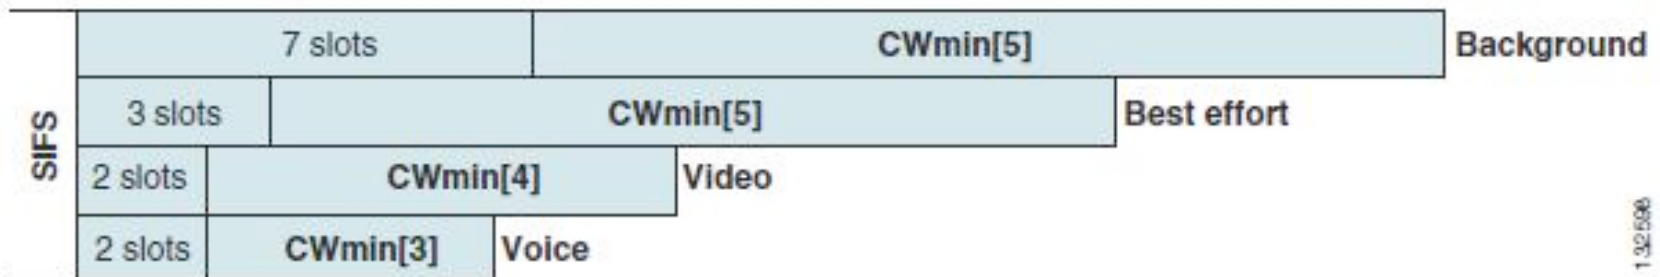 SIFS
7 slots CWmin[5] Background
3 slots CWmin[5] Best effort
2 slots CWmin[4] Video
2 slots CWmin[3] Voice
132598